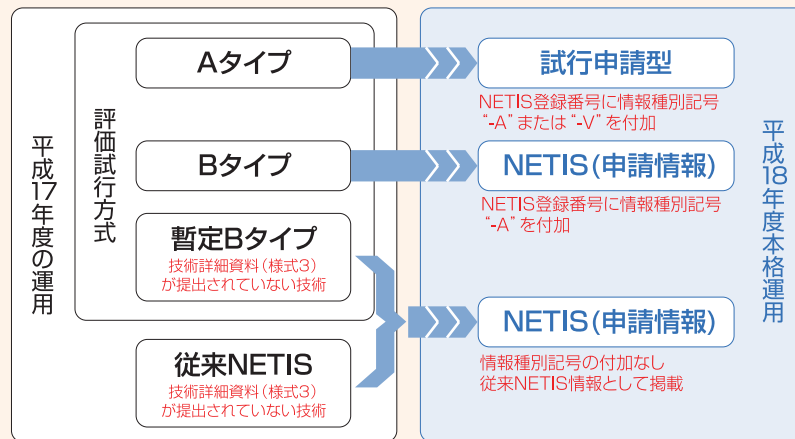 平成17年度の運用
評価試行方式
Aタイプ
Bタイプ
暫定Bタイプ
技術詳細資料(様式3)
が提出されていない技術
従来NETIS
技術詳細資料(様式3)
が提出されていない技術
試行申請型
NETIS登録番号に情報種別記号
“-A”または“-V”を付加
NETIS(申請情報)
NETIS登録番号に情報種別記号
“-A”を付加
NETIS(申請情報)
情報種別記号の付加なし
従来NETIS情報として掲載
平成18年度本格運用